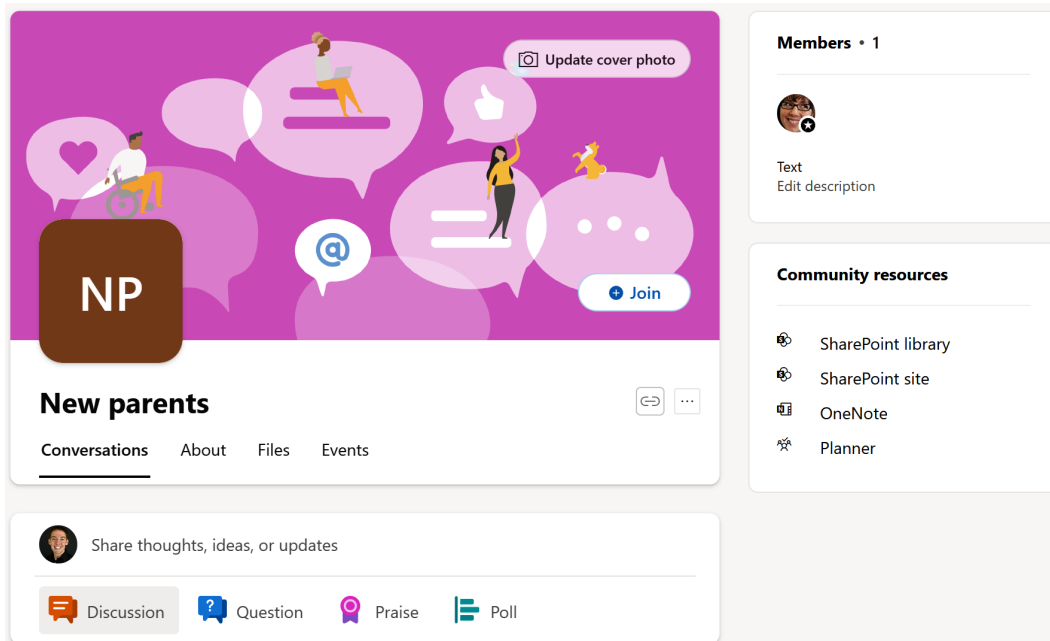 Update cover photo
@
Join
NP
New parents
Conversations About Files Events
Share thoughts, ideas, or updates
Discussion Question Praise Poll
Members • 1
Text
Edit description
Community resources
SharePoint library
SharePoint site
OneNote
Planner